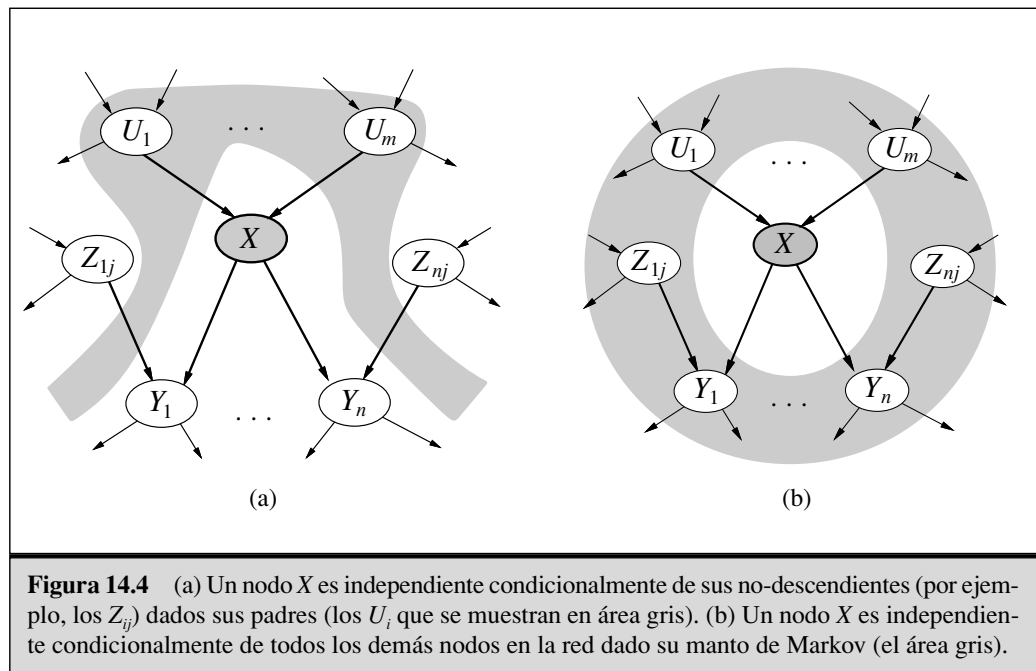 U1 . . . Um
X
Z1j Znj
Y1 . . . Yn
(a)
U1 . . . Um
X
Z1j Znj
Y1 . . . Yn
(b)
Figura 14.4 (a) Un nodo X es independiente condicionalmente de sus no-descendientes (por ejem-
plo, los Zij) dados sus padres (los Ui que se muestran en área gris). (b) Un nodo X es independien-
te condicionalmente de todos los demás nodos en la red dado su manto de Markov (el área gris).